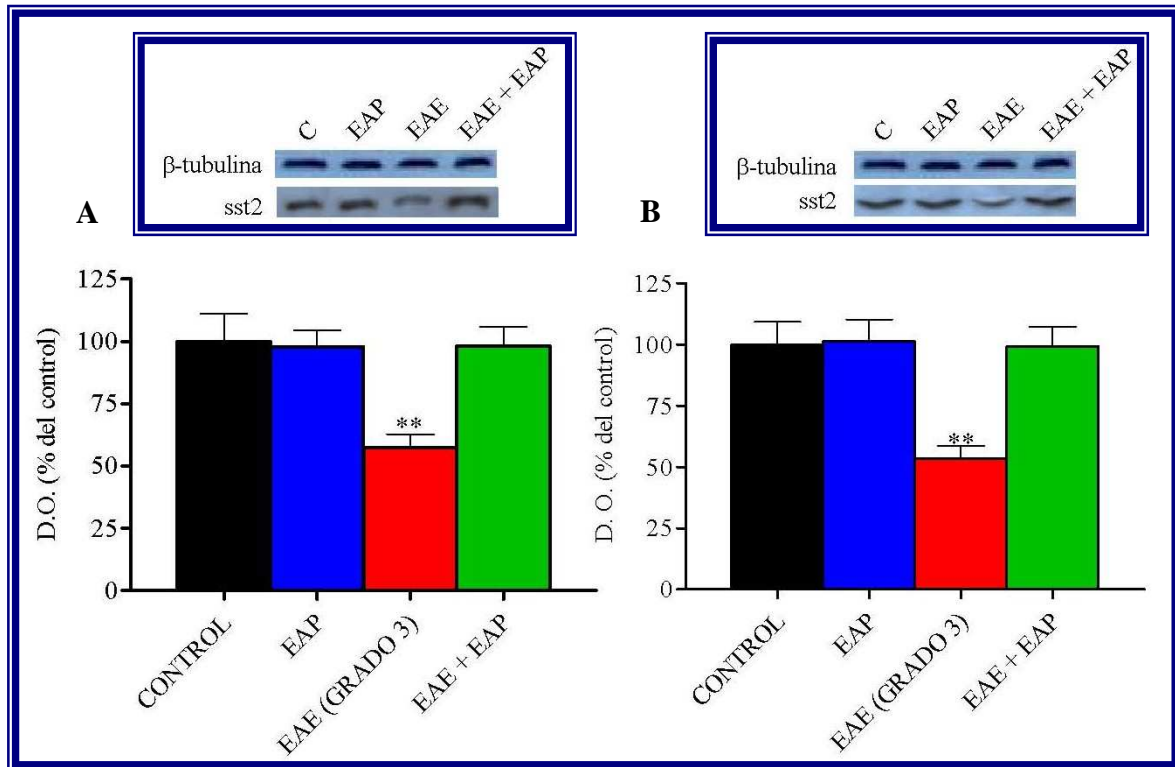 C EAP EAE EAE + EAP
β-tubulina
sst2
A
125
100
75
50
25
0
D.O. (% del control)
**
CONTROL
EAP
EAE (GRADO 3)
EAE + EAP
C EAP EAE EAE + EAP
β-tubulina
sst2
B
125
100
75
50
25
0
D. O. (% del control)
**
CONTROL
EAP
EAE (GRADO 3)
EAE + EAP